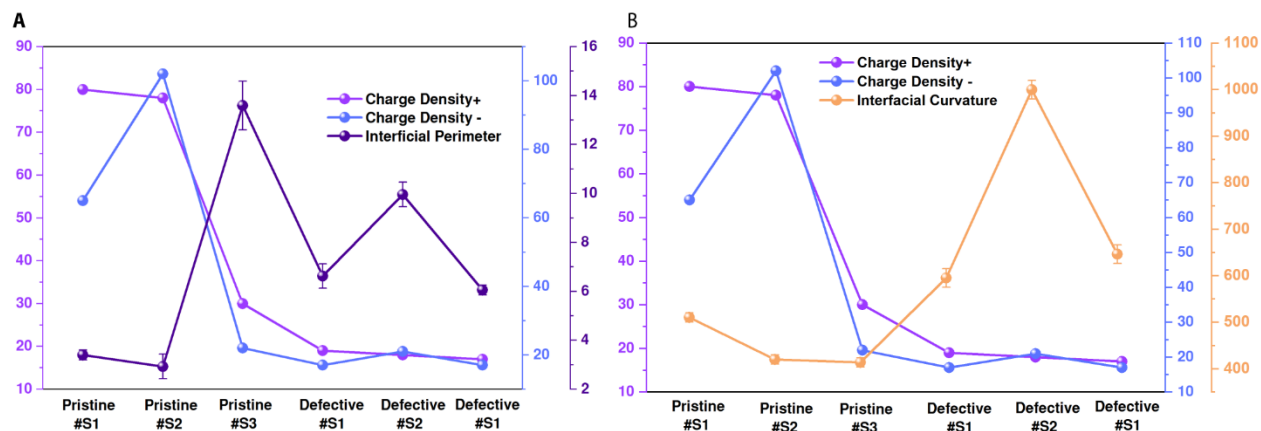 A
90
80
70
60
50
40
30
20
10
100
80
60
40
20
16
14
12
10
8
6
4
2
Charge Density+
Charge Density -
Interficial Perimeter
Pristine
#S1
Pristine
#S2
Pristine
#S3
Defective
#S1
Defective
#S2
Defective
#S1
B
90
80
70
60
50
40
30
20
10
110
100
90
80
70
60
50
40
30
20
10
1100
1000
900
800
700
600
500
400
Charge Density+
Charge Density -
Interfacial Curvature
Pristine
#S1
Pristine
#S2
Pristine
#S3
Defective
#S1
Defective
#S2
Defective
#S1